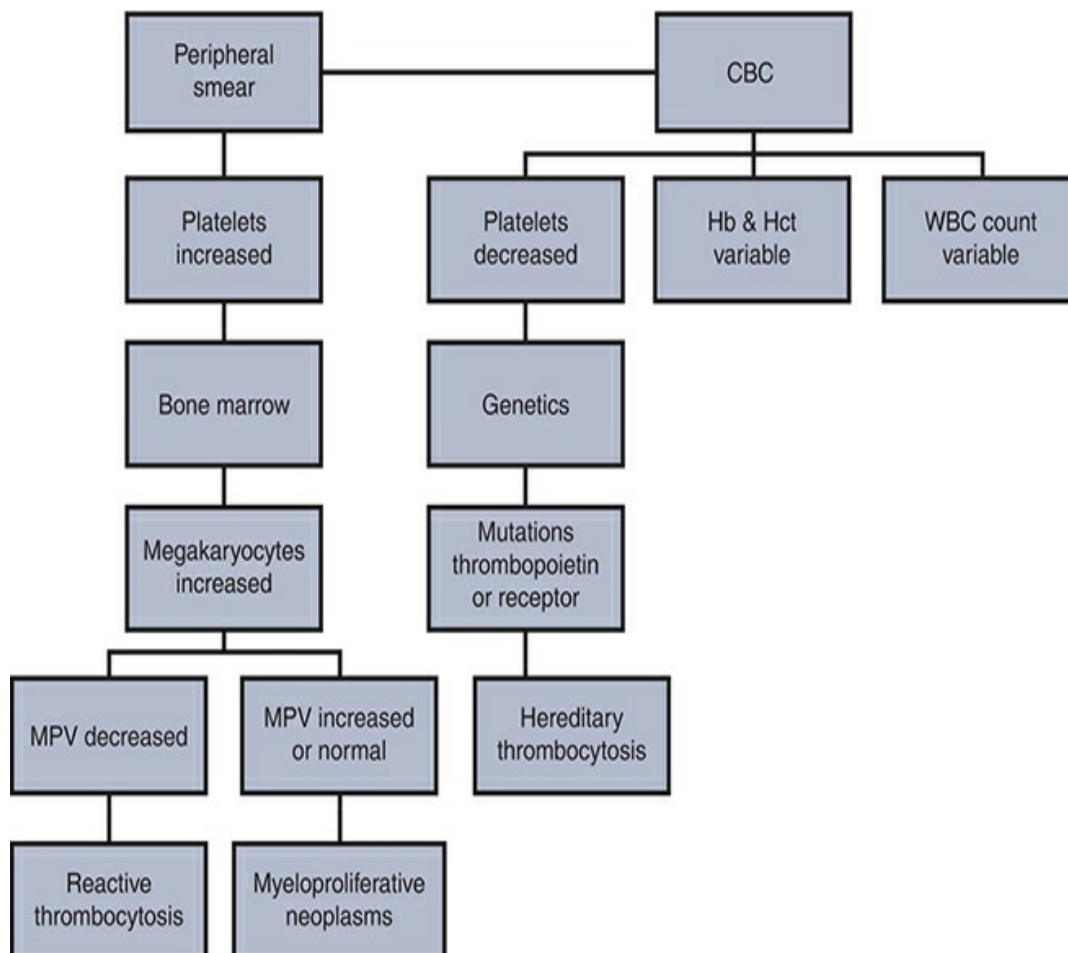 Peripheral
smear
CBC
Platelets
increased
Platelets
decreased
Hb & Hct
variable
WBC count
variable
Bone marrow
Genetics
Megakaryocytes
increased
Mutations
thrombopoietin
or receptor
MPV decreased
MPV increased
or normal
Hereditary
thrombocytosis
Reactive
thrombocytosis
Myeloproliferative
neoplasms